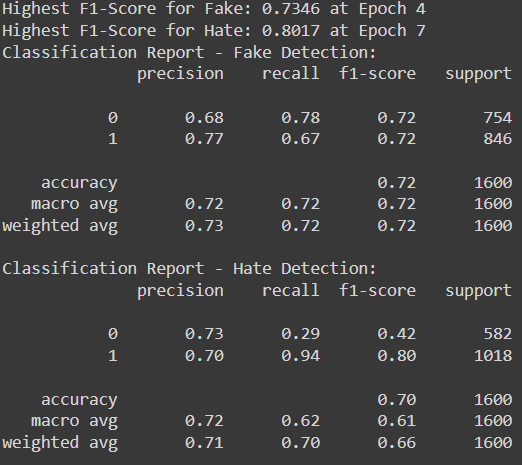 Highest F1-Score for Fake: 0.7346 at Epoch 4
Highest F1-Score for Hate: 0.8017 at Epoch 7
Classification Report - Fake Detection:
              precision    recall  f1-score   support

           0       0.68      0.78      0.72       754
           1       0.77      0.67      0.72       846

    accuracy                           0.72      1600
   macro avg       0.72      0.72      0.72      1600
weighted avg       0.73      0.72      0.72      1600

Classification Report - Hate Detection:
              precision    recall  f1-score   support

           0       0.73      0.29      0.42       582
           1       0.70      0.94      0.80      1018

    accuracy                           0.70      1600
   macro avg       0.72      0.62      0.61      1600
weighted avg       0.71      0.70      0.66      1600